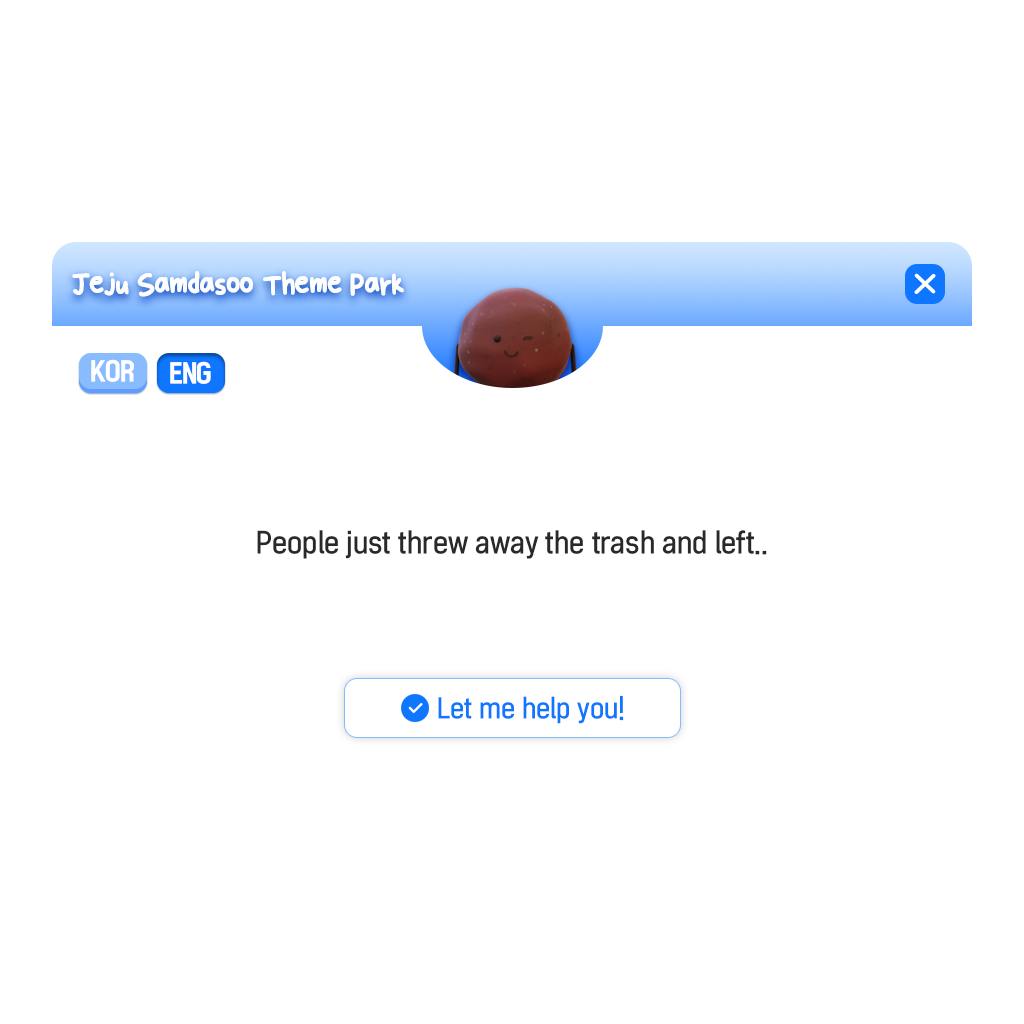 Jeju Samdasoo Theme Park
KOR ENG
People just threw away the trash and left..
Let me help you!